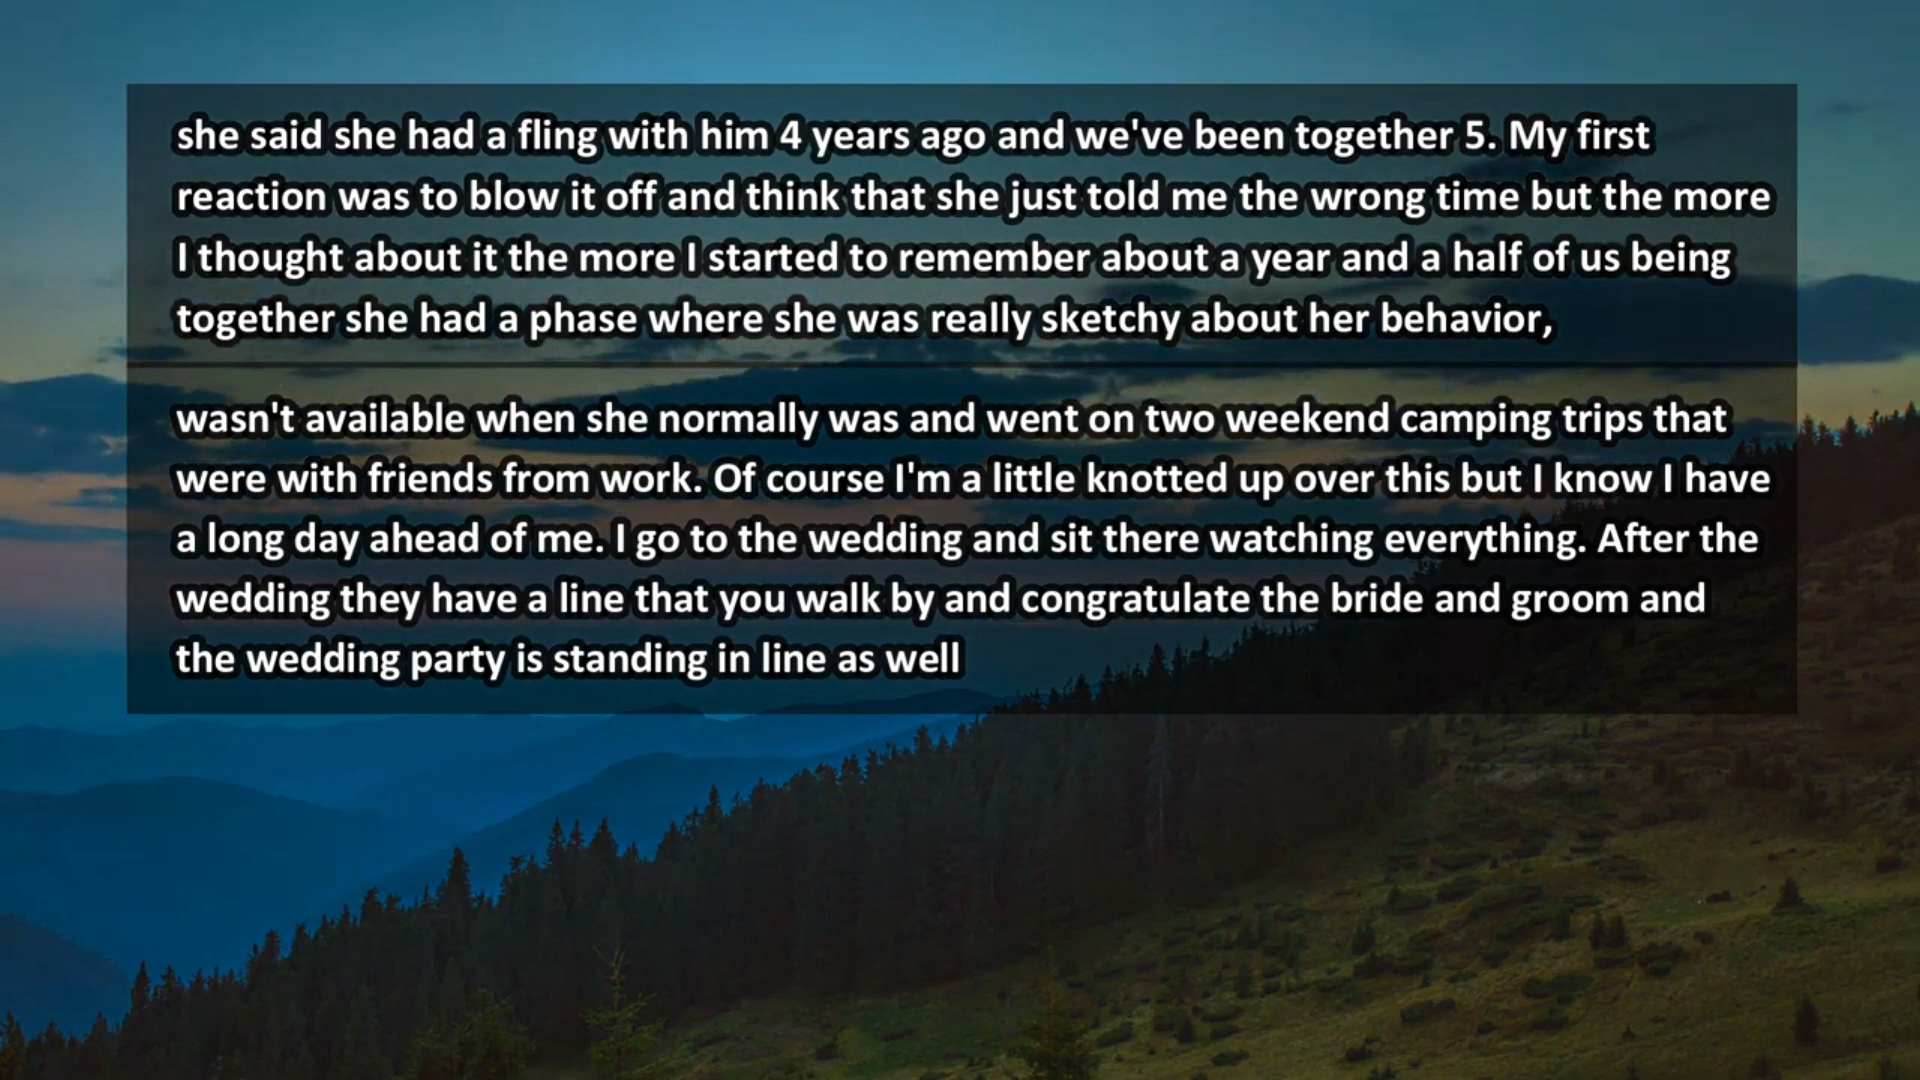 she said she had a fling with him 4 years ago and we've been together 5. My first
reaction was to blow it off and think that she just told me the wrong time but the more
I thought about it the more I started to remember about a year and a half of us being
together she had a phase where she was really sketchy about her behavior,
wasn't available when she normally was and went on two weekend camping trips that
were with friends from work. Of course I'm a little knotted up over this but I know I have
a long day ahead of me. I go to the wedding and sit there watching everything. After the
wedding they have a line that you walk by and congratulate the bride and groom and
the wedding party is standing in line as well